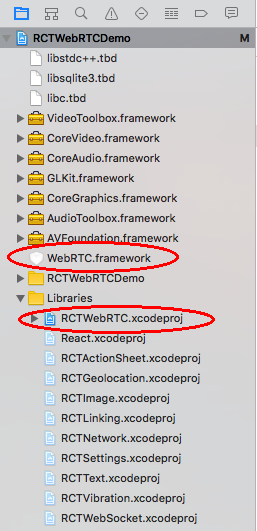 RCTWebRTCDemo M
libstdc++.tbd
libsqlite3.tbd
libc.tbd
VideoToolbox.framework
CoreVideo.framework
CoreAudio.framework
GLKit.framework
CoreGraphics.framework
AudioToolbox.framework
AVFoundation.framework
WebRTC.framework
RCTWebRTCDemo
Libraries
RCTWebRTC.xcodeproj
React.xcodeproj
RCTActionSheet.xcodeproj
RCTGeolocation.xcodeproj
RCTImage.xcodeproj
RCTLinking.xcodeproj
RCTNetwork.xcodeproj
RCTSettings.xcodeproj
RCTText.xcodeproj
RCTVibration.xcodeproj
RCTWebSocket.xcodeproj